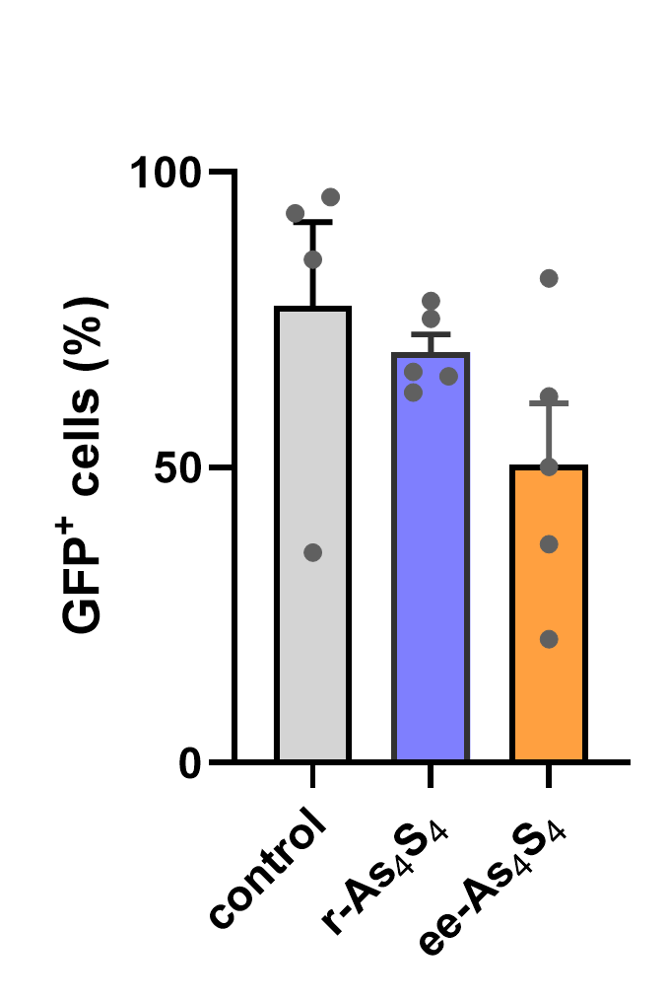 100
50
0
GFP⁺ cells (%)
control
r-As₄S₄
ee-As₄S₄